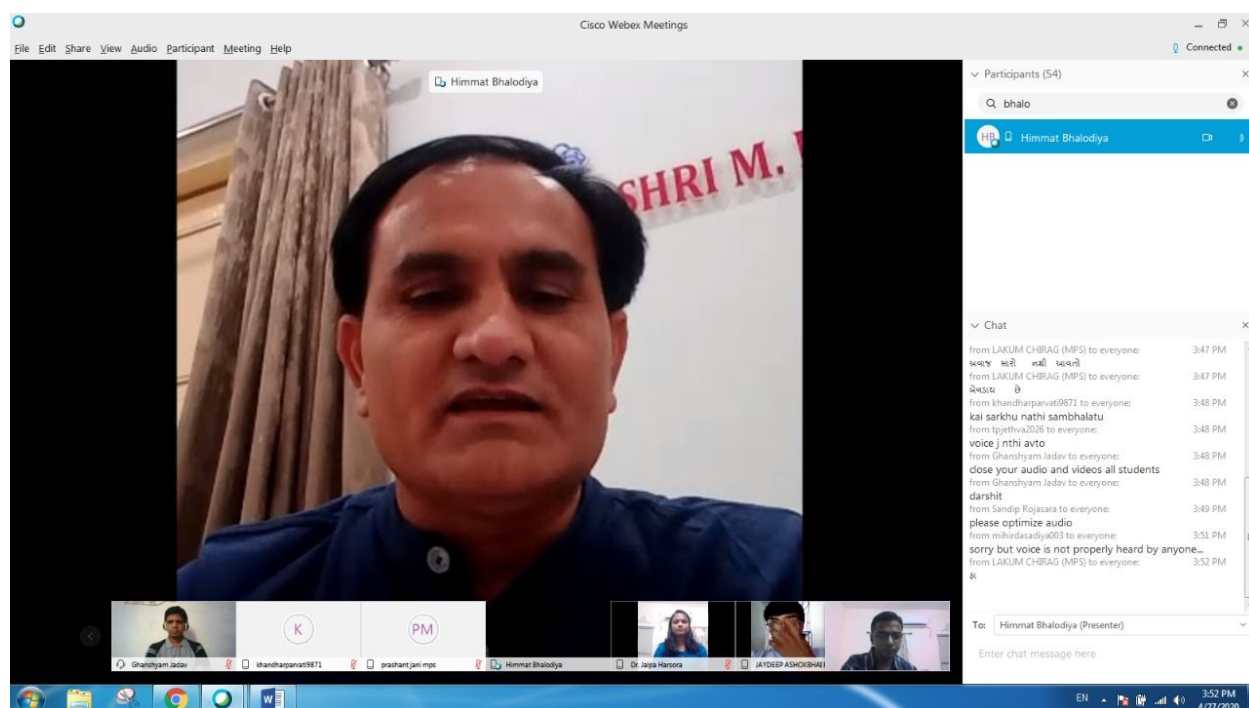 Cisco Webex Meetings
File Edit Share View Audio Participant Meeting Help
Connected
Himmat Bhalodiya
SHRI M.
Participants (54)
bhalo
HB Himmat Bhalodiya
Chat
from LAKUM CHIRAG (MPS) to everyone: 3:47 PM
અવાજ સારો નથી આવતો
from LAKUM CHIRAG (MPS) to everyone: 3:47 PM
છે
from khandharparvati9871 to everyone: 3:48 PM
kai sarkhu nathi sambhalatu
from tpjethva2026 to everyone: 3:48 PM
voice j nthi avto
from Ghanshyam Jadav to everyone: 3:48 PM
close your audio and videos all students
from Ghanshyam Jadav to everyone: 3:48 PM
darshit
from Sandip Rojasara to everyone: 3:49 PM
please optimize audio
from mihirdasadiya003 to everyone: 3:51 PM
sorry but voice is not properly heard by anyone...
from LAKUM CHIRAG (MPS) to everyone: 3:52 PM
To: Himmat Bhalodiya (Presenter)
Enter chat message here
K
PM
Ghanshyam Jadav
khandharparvati9871
prashant jani mps
Himmat Bhalodiya
Dr. Jalpa Harsora
JAYDEEP ASHOKBHAI
EN
3:52 PM
4/27/2020